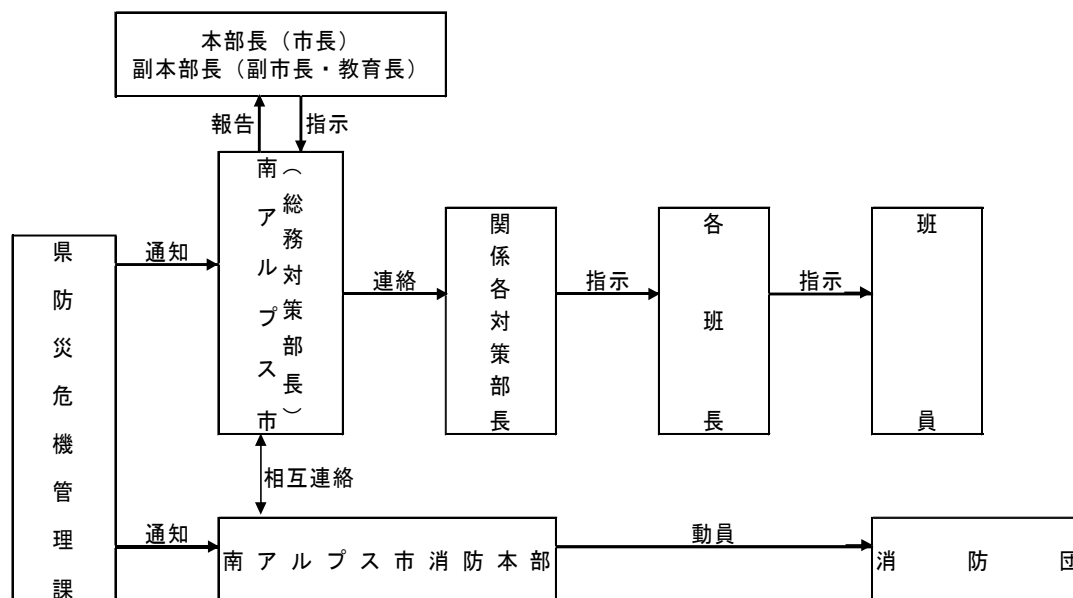 本部長（市長）
副本部長（副市長・教育長）
報告
指示
南アルプス市
（総務対策部長）
県防災危機管理課
通知
連絡
関係各対策部長
指示
各班長
指示
班員
相互連絡
通知
南アルプス市消防本部
動員
消防団